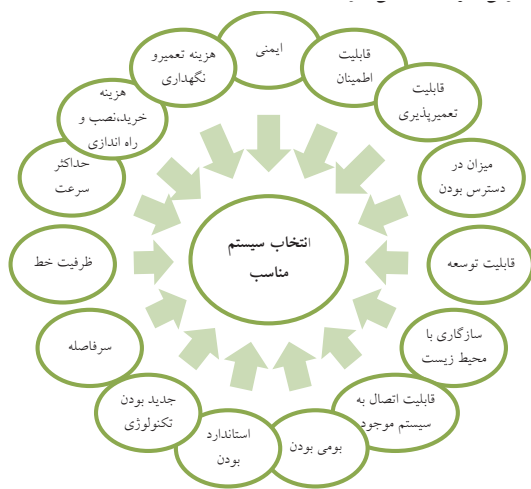 ایمنی
قابلیت
اطمینان
قابلیت
تعمیرپذیری
میزان در
دسترس بودن
قابلیت توسعه
سازگاری با
محیط زیست
قابلیت اتصال به
سیستم موجود
بومی بودن
استاندارد
بودن
جدید بودن
تکنولوژی
سرفاصله
ظرفیت خط
حداکثر
سرعت
هزینه
خرید،نصب و
راه اندازی
هزینه تعمیرو
نگهداری
انتخاب سیستم
مناسب